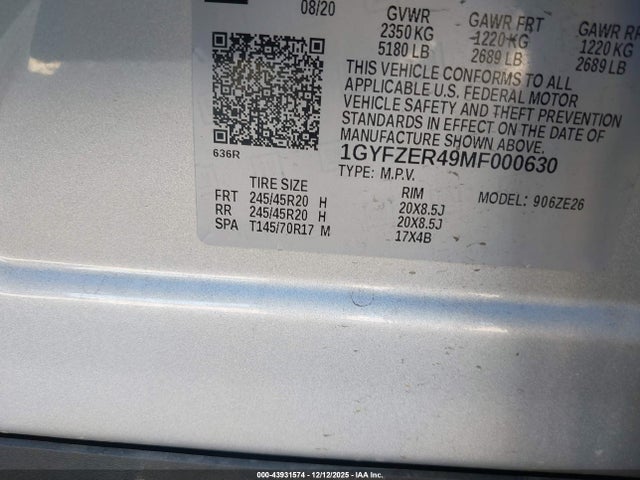 08/20 GVWR GAWR FRT GAWR RR
2350 KG 1220 KG 1220 KG
5180 LB 2689 LB 2689 LB
THIS VEHICLE CONFORMS TO ALL
APPLICABLE U.S. FEDERAL MOTOR
VEHICLE SAFETY AND THEFT PREVENTION
STANDARDS IN EFFECT ON THE DATE OF
MANUFACTURE SHOWN ABOVE.
636R 1GYFZER49MF000630
TYPE: M.P.V.
TIRE SIZE RIM MODEL: 906ZE26
FRT 245/45R20 H 20X8.5J
RR 245/45R20 H 20X8.5J
SPA T145/70R17 M 17X4B
000-43931574 • 12/12/2025 - IAA Inc.